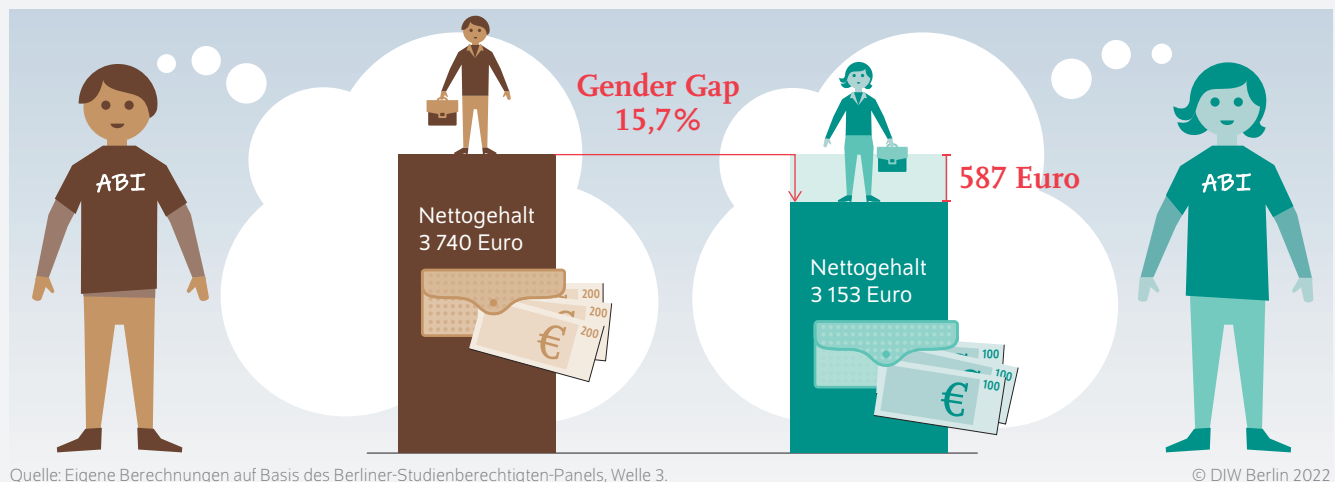 ABI
Gender Gap
15,7%
587 Euro
ABI
Nettogehalt
3 740 Euro
200
200
200
€
Nettogehalt
3 153 Euro
100
100
100
€
Quelle: Eigene Berechnungen auf Basis des Berliner-Studienberechtigten-Panels, Welle 3.
© DIW Berlin 2022